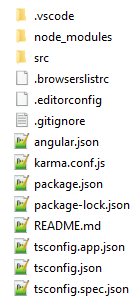 .vscode
node_modules
src
.browserslistrc
.editorconfig
.gitignore
angular.json
karma.conf.js
package.json
package-lock.json
README.md
tsconfig.app.json
tsconfig.json
tsconfig.spec.json